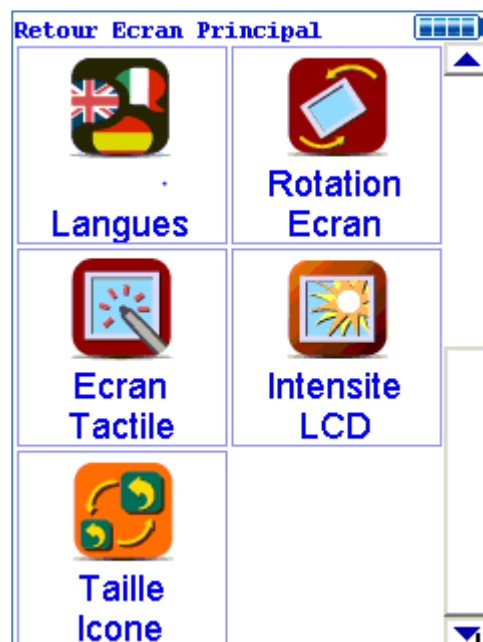 Retour Ecran Principal
Langues
Rotation
Ecran
Ecran
Tactile
Intensite
LCD
Taille
Icone